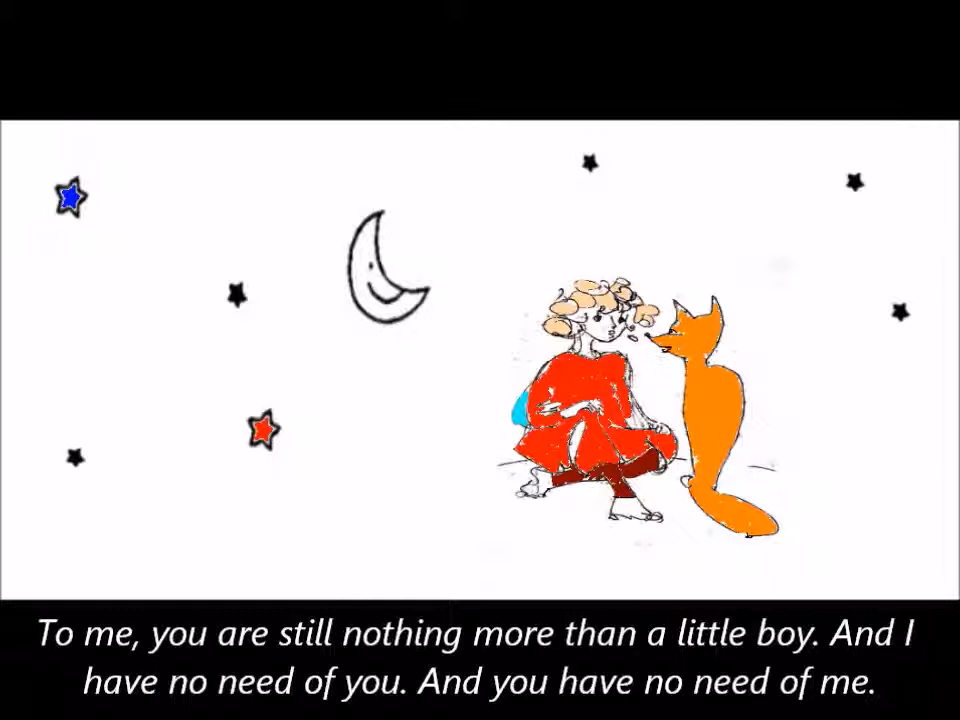 To me, you are still nothing more than a little boy. And I
have no need of you. And you have no need of me.